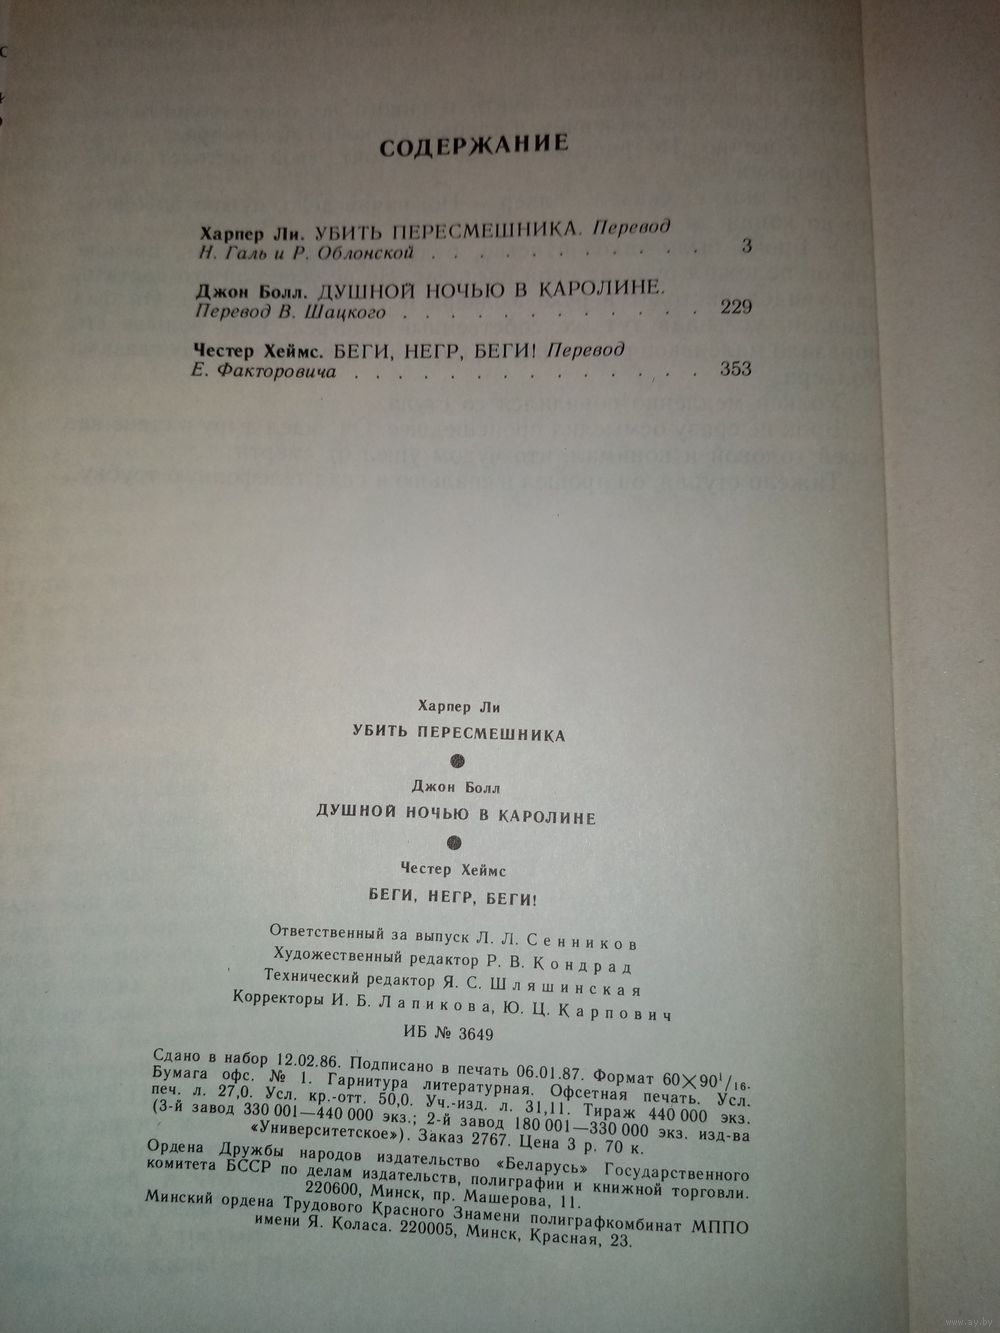 СОДЕРЖАНИЕ
Харпер Ли. УБИТЬ ПЕРЕСМЕШНИКА. Перевод
Н. Галь и Р. Облонской . . . . . . . . . . . 3
Джон Болл. ДУШНОЙ НОЧЬЮ В КАРОЛИНЕ.
Перевод В. Шацкого . . . . . . . . . . . . 229
Честер Хеймс. БЕГИ, НЕГР, БЕГИ! Перевод
Е. Факторовича . . . . . . . . . . . . . . 353
Харпер Ли
УБИТЬ ПЕРЕСМЕШНИКА
Джон Болл
ДУШНОЙ НОЧЬЮ В КАРОЛИНЕ
Честер Хеймс
БЕГИ, НЕГР, БЕГИ!
Ответственный за выпуск Л. Л. Сенников
Художественный редактор Р. В. Кондрад
Технический редактор Я. С. Шляшинская
Корректоры И. Б. Лапикова, Ю. Ц. Карпович
ИБ № 3649
Сдано в набор 12.02.86. Подписано в печать 06.01.87. Формат 60×90¹/₁₆.
Бумага офс. № 1. Гарнитура литературная. Офсетная печать. Усл.
печ. л. 27,0. Усл. кр.-отт. 50,0. Уч.-изд. л. 31,11. Тираж 440 000 экз.
(3-й завод 330 001—440 000 экз.; 2-й завод 180 001—330 000 экз. изд-ва
«Университетское»). Заказ 2767. Цена 3 р. 70 к.
Ордена Дружбы народов издательство «Беларусь» Государственного
комитета БССР по делам издательств, полиграфии и книжной торговли.
220600, Минск, пр. Машерова, 11.
Минский ордена Трудового Красного Знамени полиграфкомбинат МППО
имени Я. Коласа. 220005, Минск, Красная, 23.
www.ay.by